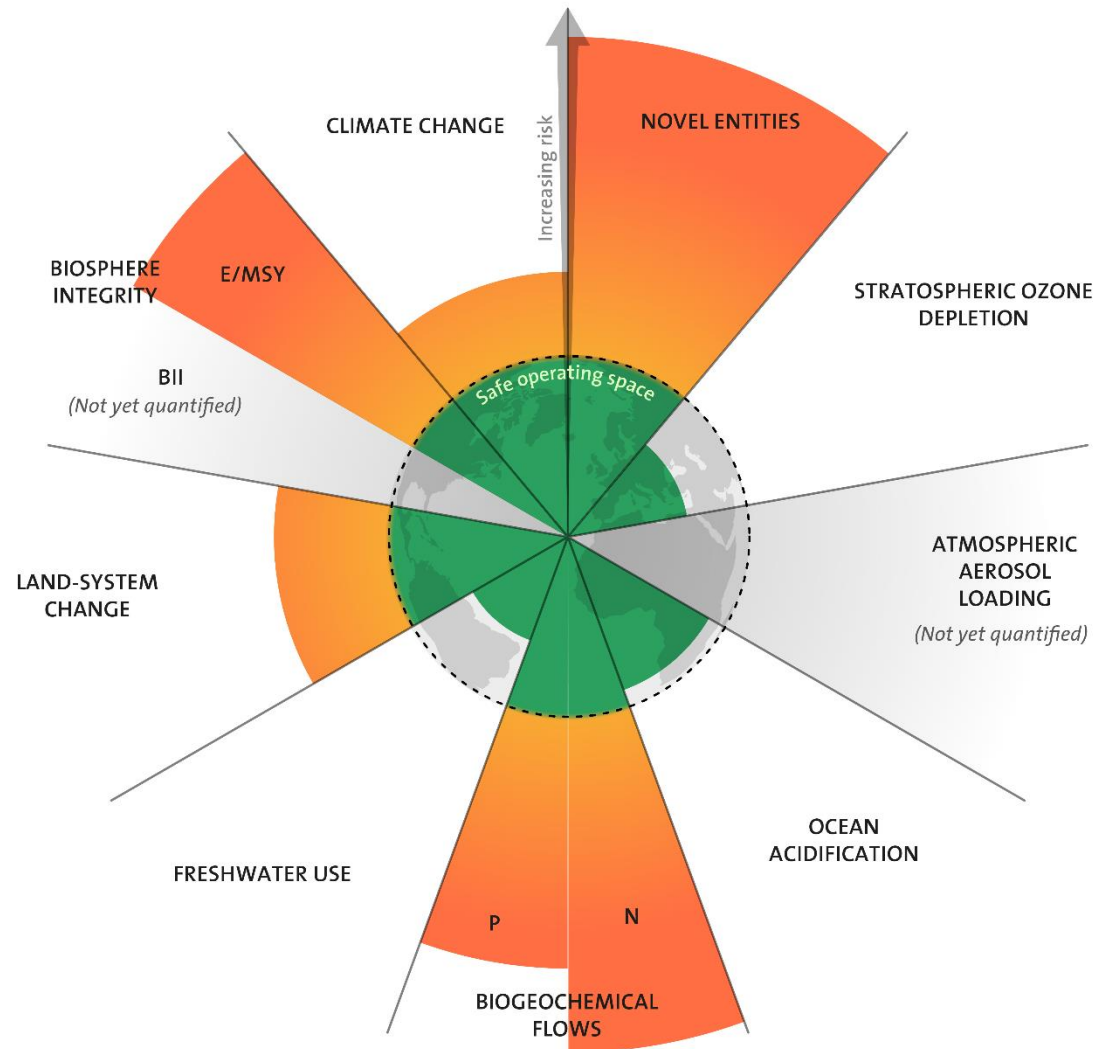 CLIMATE CHANGE
Increasing risk
NOVEL ENTITIES
BIOSPHERE
INTEGRITY
E/MSY
STRATOSPHERIC OZONE
DEPLETION
BII
(Not yet quantified)
Safe operating space
LAND-SYSTEM
CHANGE
ATMOSPHERIC
AEROSOL
LOADING
(Not yet quantified)
FRESHWATER USE
OCEAN
ACIDIFICATION
P
N
BIOGEOCHEMICAL
FLOWS